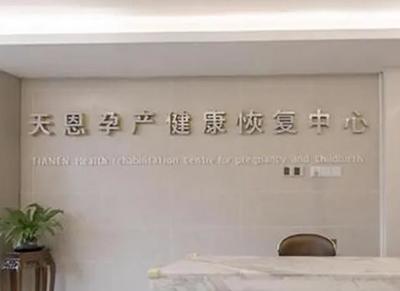 天恩孕产健康恢复中心
TIANEN Health rehabilitation Centre for pregnancy and Childbirth